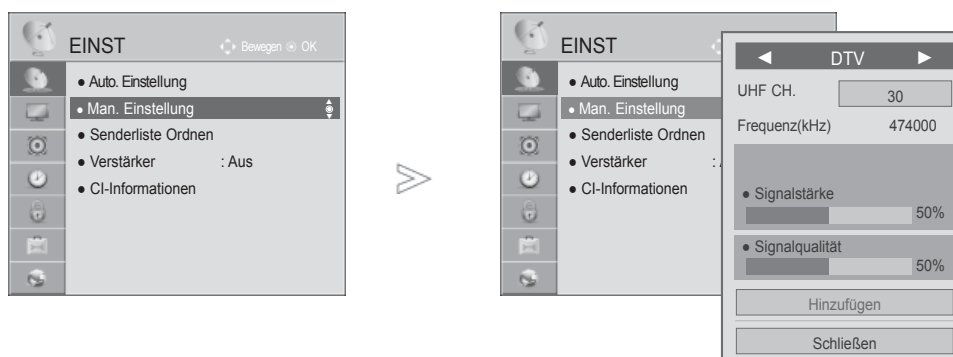 EINST
Bewegen OK
● Auto. Einstellung
● Man. Einstellung
● Senderliste Ordnen
● Verstärker : Aus
● CI-Informationen
EINST
● Auto. Einstellung
● Man. Einstellung
● Senderliste Ordnen
● Verstärker :
● CI-Informationen
◄ DTV ►
UHF CH. 30
Frequenz(kHz) 474000
● Signalstärke
50%
● Signalqualität
50%
Hinzufügen
Schließen